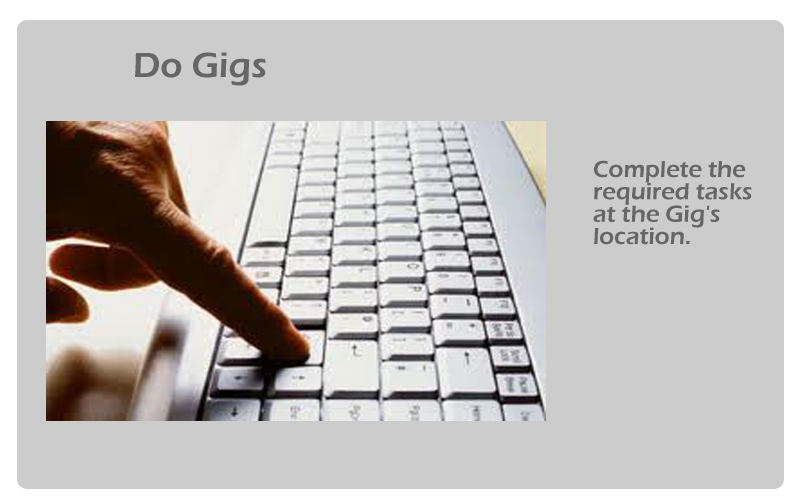 Do Gigs
Complete the
required tasks
at the Gig's
location.